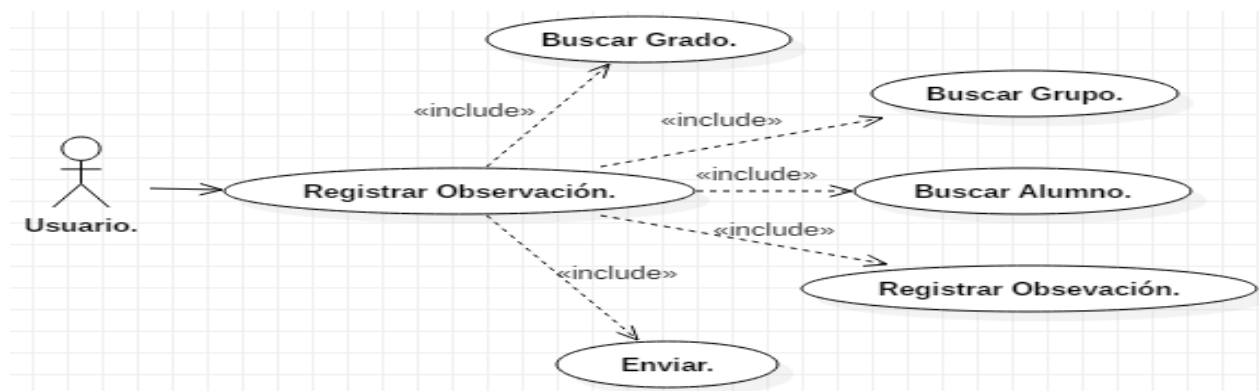 Buscar Grado.
Buscar Grupo.
«include»
«include»
«include»
Registrar Observación.
Buscar Alumno.
Usuario.
«include»
«include»
Registrar Obsevación.
Enviar.